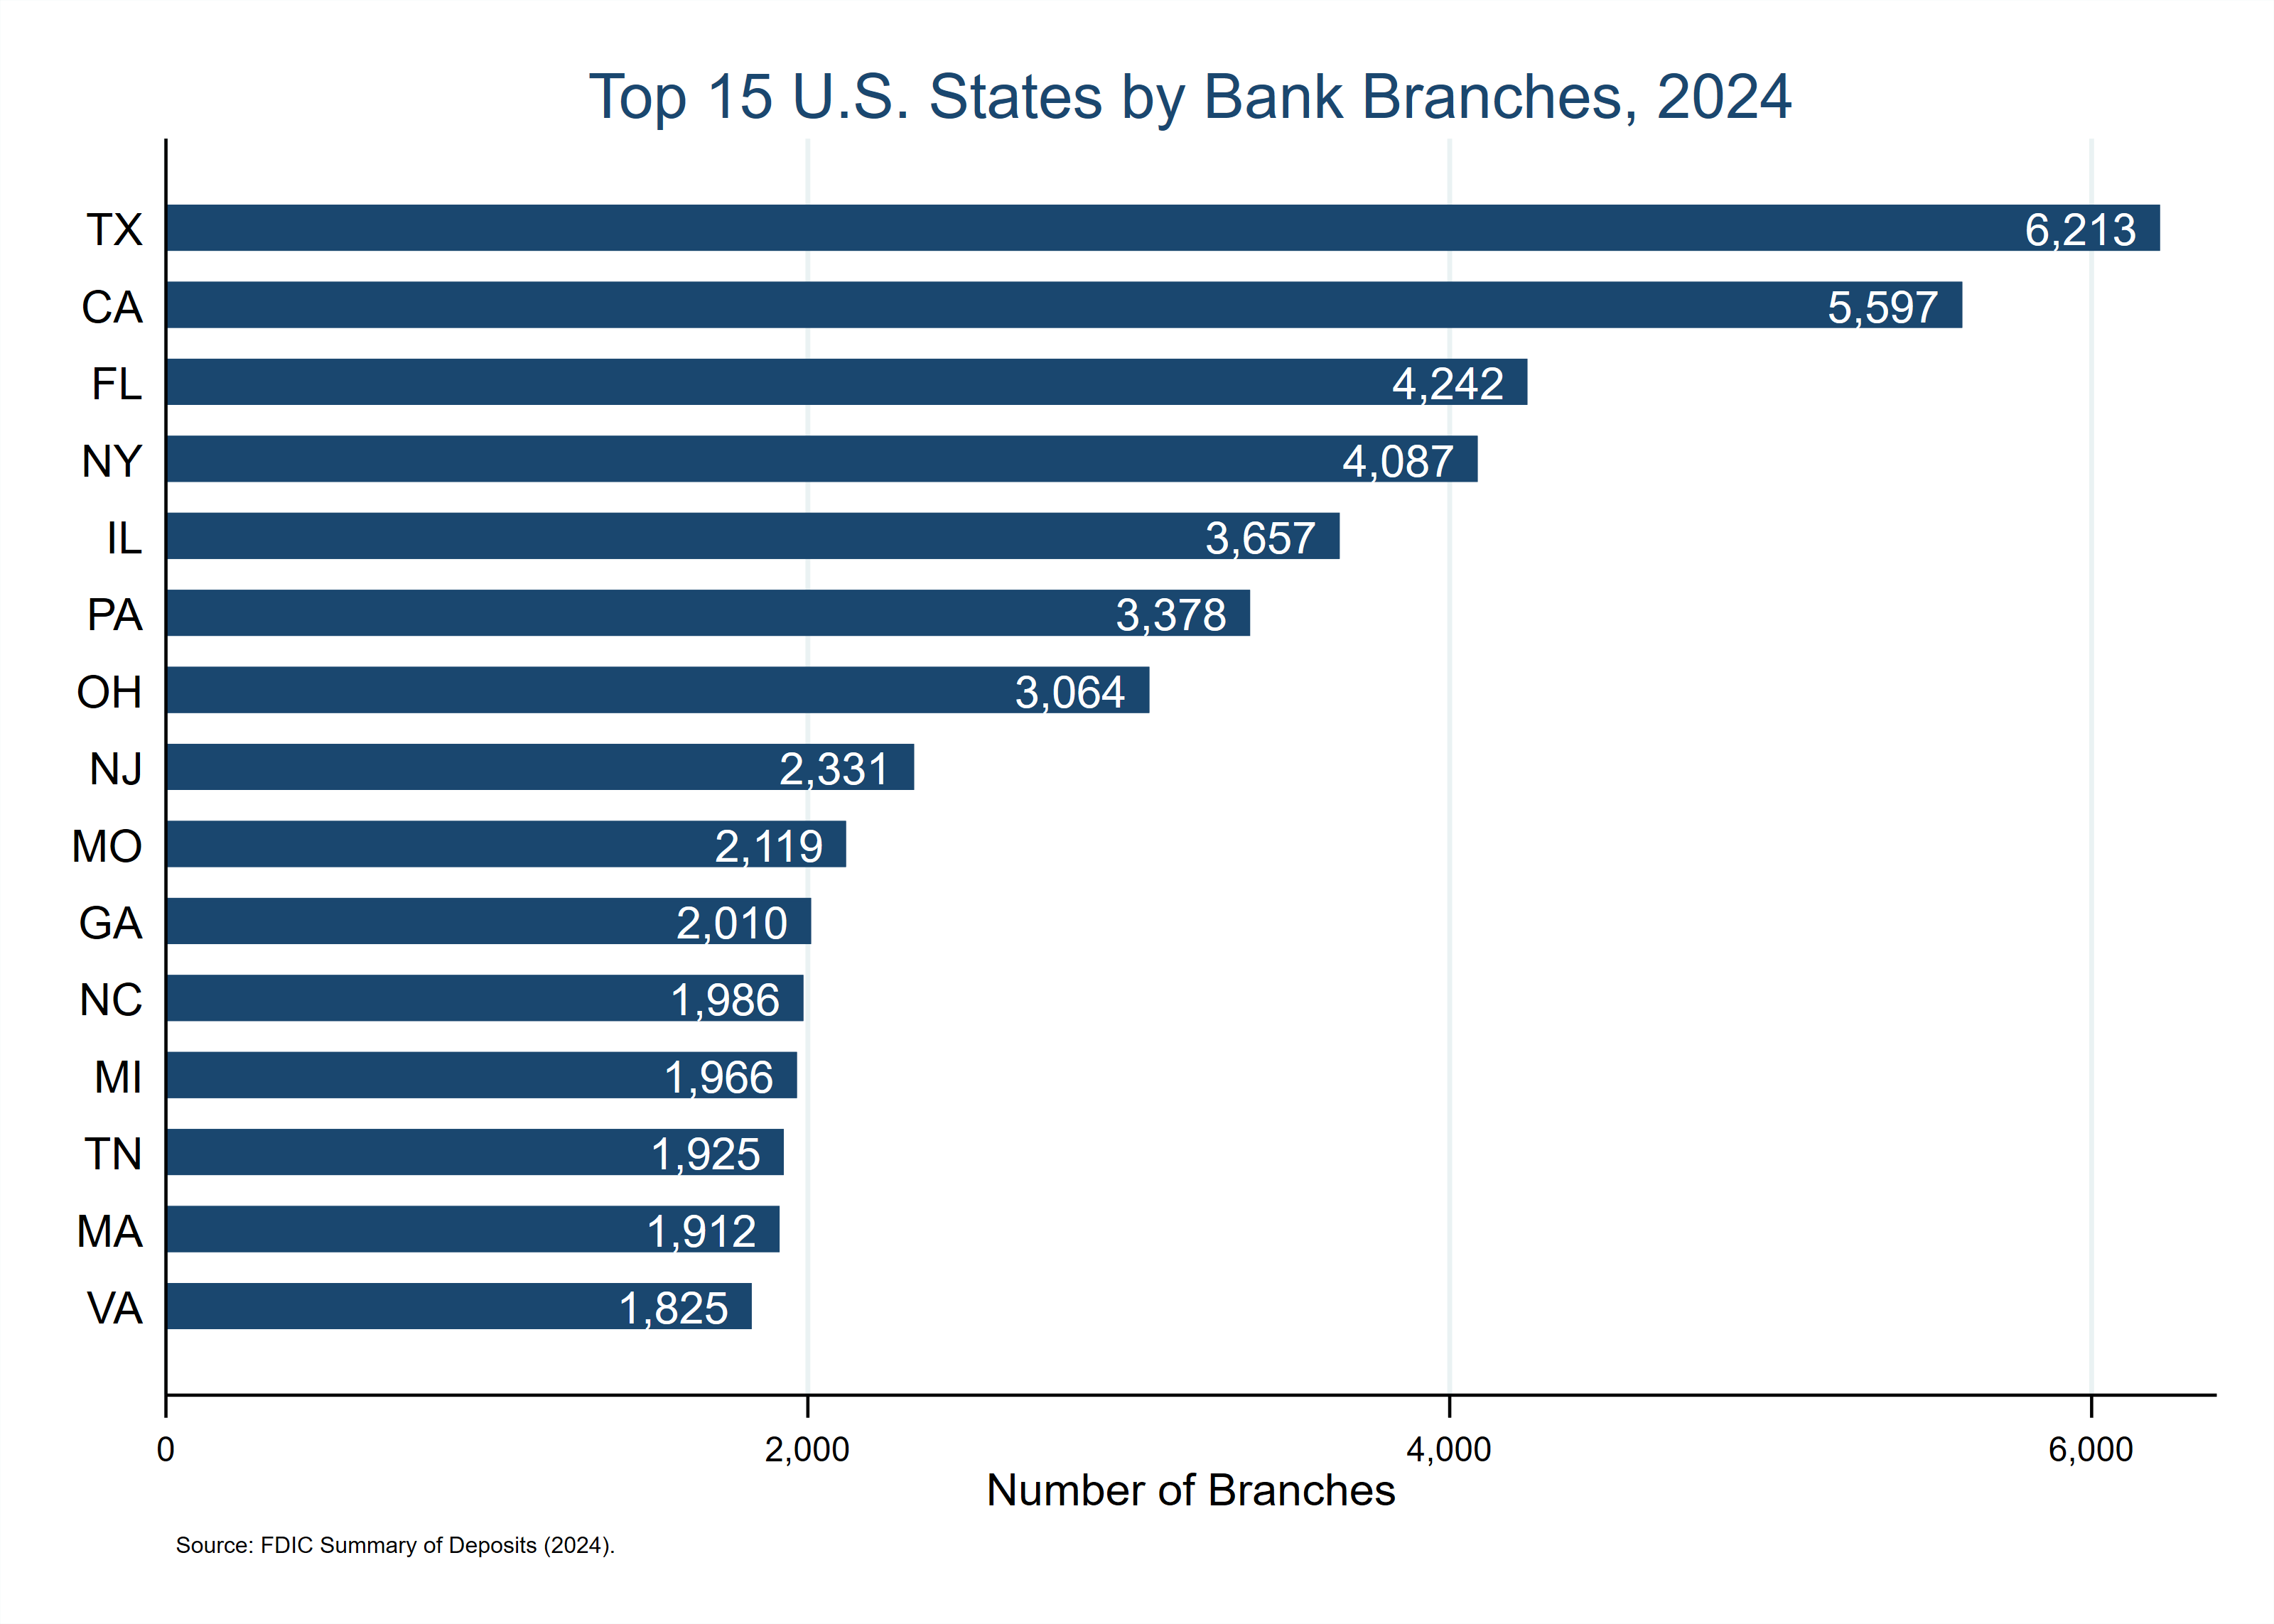 Top 15 U.S. States by Bank Branches, 2024
TX 6,213
CA 5,597
FL 4,242
NY 4,087
IL 3,657
PA 3,378
OH 3,064
NJ 2,331
MO 2,119
GA 2,010
NC 1,986
MI 1,966
TN 1,925
MA 1,912
VA 1,825
0 2,000 4,000 6,000
Number of Branches
Source: FDIC Summary of Deposits (2024).